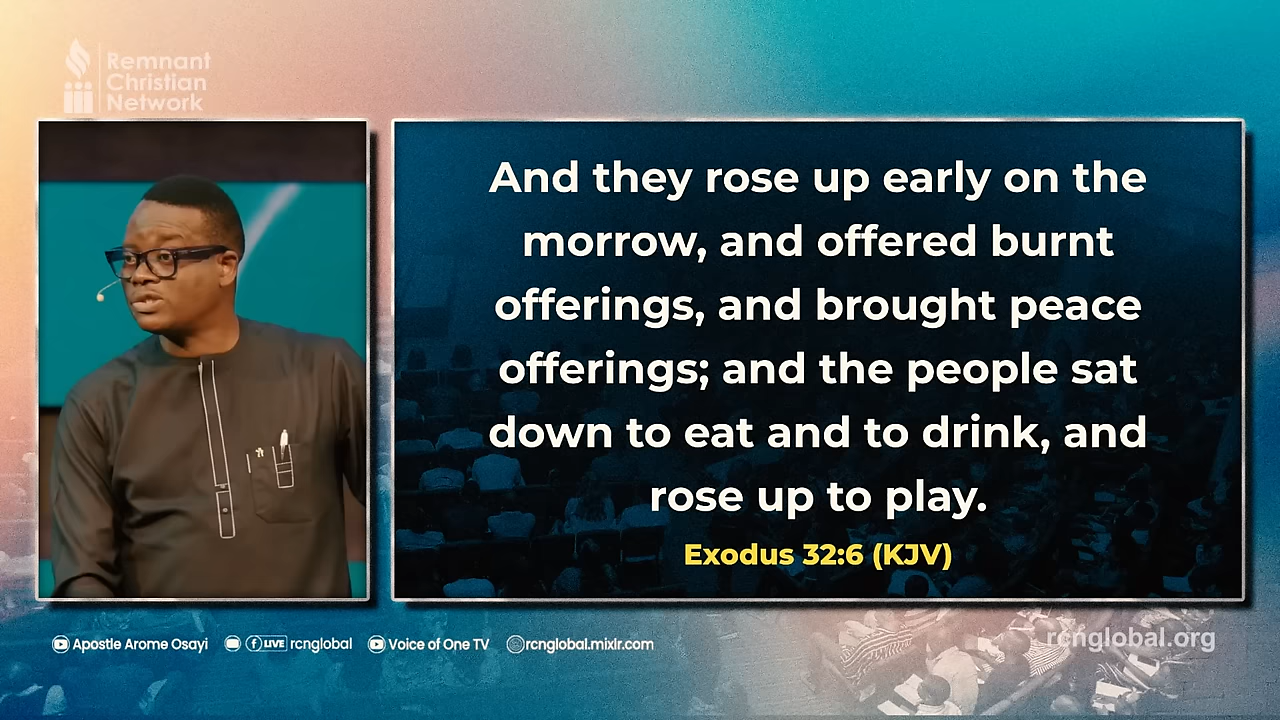 Remnant
Christian
Network
And they rose up early on the
morrow, and offered burnt
offerings, and brought peace
offerings; and the people sat
down to eat and to drink, and
rose up to play.
Exodus 32:6 (KJV)
Apostle Arome Osayi f LIVE rcnglobal Voice of One TV rcnglobal.mixlr.com
rcnglobal.org